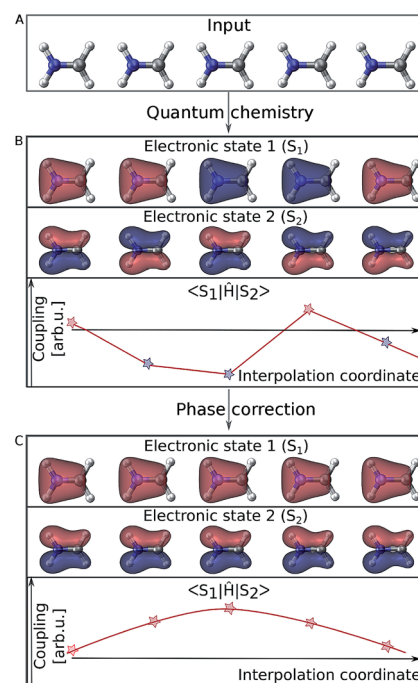 A
Input
Quantum chemistry
B
Electronic state 1 (S₁)
Electronic state 2 (S₂)
<S₁|Ĥ|S₂>
Coupling
[arb.u.]
Interpolation coordinate
Phase correction
C
Electronic state 1 (S₁)
Electronic state 2 (S₂)
<S₁|Ĥ|S₂>
Coupling
[arb.u.]
Interpolation coordinate